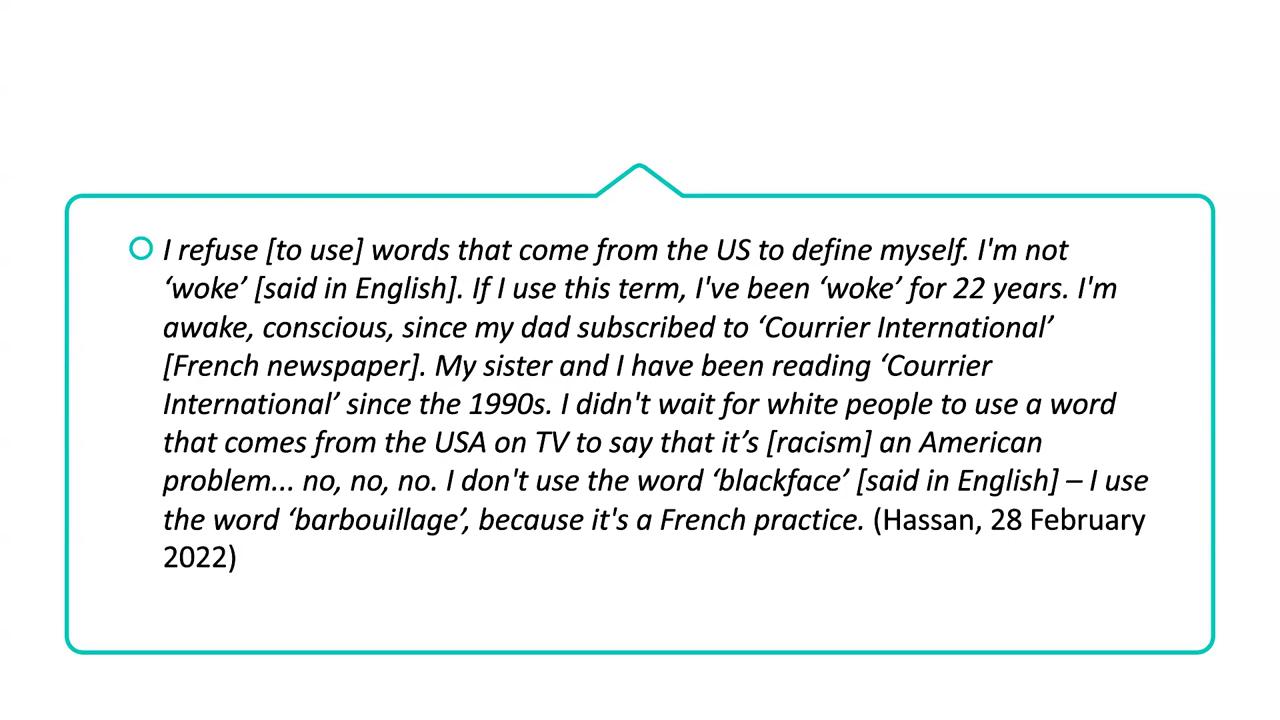 I refuse [to use] words that come from the US to define myself. I'm not
‘woke’ [said in English]. If I use this term, I've been ‘woke’ for 22 years. I'm
awake, conscious, since my dad subscribed to ‘Courrier International’
[French newspaper]. My sister and I have been reading ‘Courrier
International’ since the 1990s. I didn't wait for white people to use a word
that comes from the USA on TV to say that it’s [racism] an American
problem... no, no, no. I don't use the word ‘blackface’ [said in English] – I use
the word ‘barbouillage’, because it's a French practice. (Hassan, 28 February
2022)